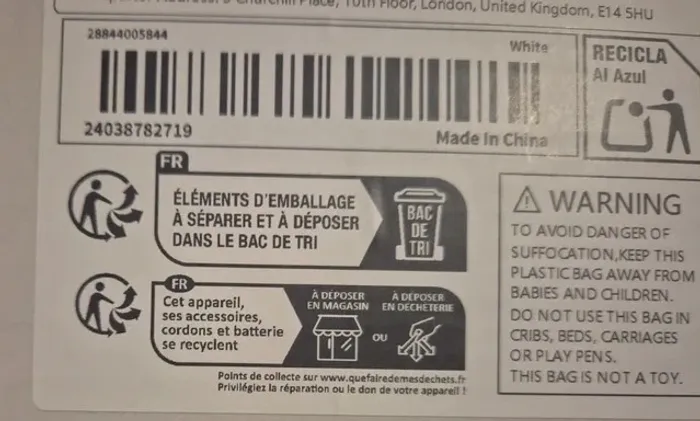 Place, 10th Floor, London, United Kingdom, E14 5HU
28844005844
White
24038782719
Made In China
RECICLA
Al Azul
FR
ÉLÉMENTS D'EMBALLAGE
À SÉPARER ET À DÉPOSER
DANS LE BAC DE TRI
BAC
DE
TRI
FR
Cet appareil,
ses accessoires,
cordons et batterie
se recyclent
À DÉPOSER
EN MAGASIN
OU
À DÉPOSER
EN DÉCHÈTERIE
Points de collecte sur www.quefairedemesdechets.fr
Privilégiez la réparation ou le don de votre appareil !
WARNING
TO AVOID DANGER OF
SUFFOCATION,KEEP THIS
PLASTIC BAG AWAY FROM
BABIES AND CHILDREN.
DO NOT USE THIS BAG IN
CRIBS, BEDS, CARRIAGES
OR PLAY PENS.
THIS BAG IS NOT A TOY.